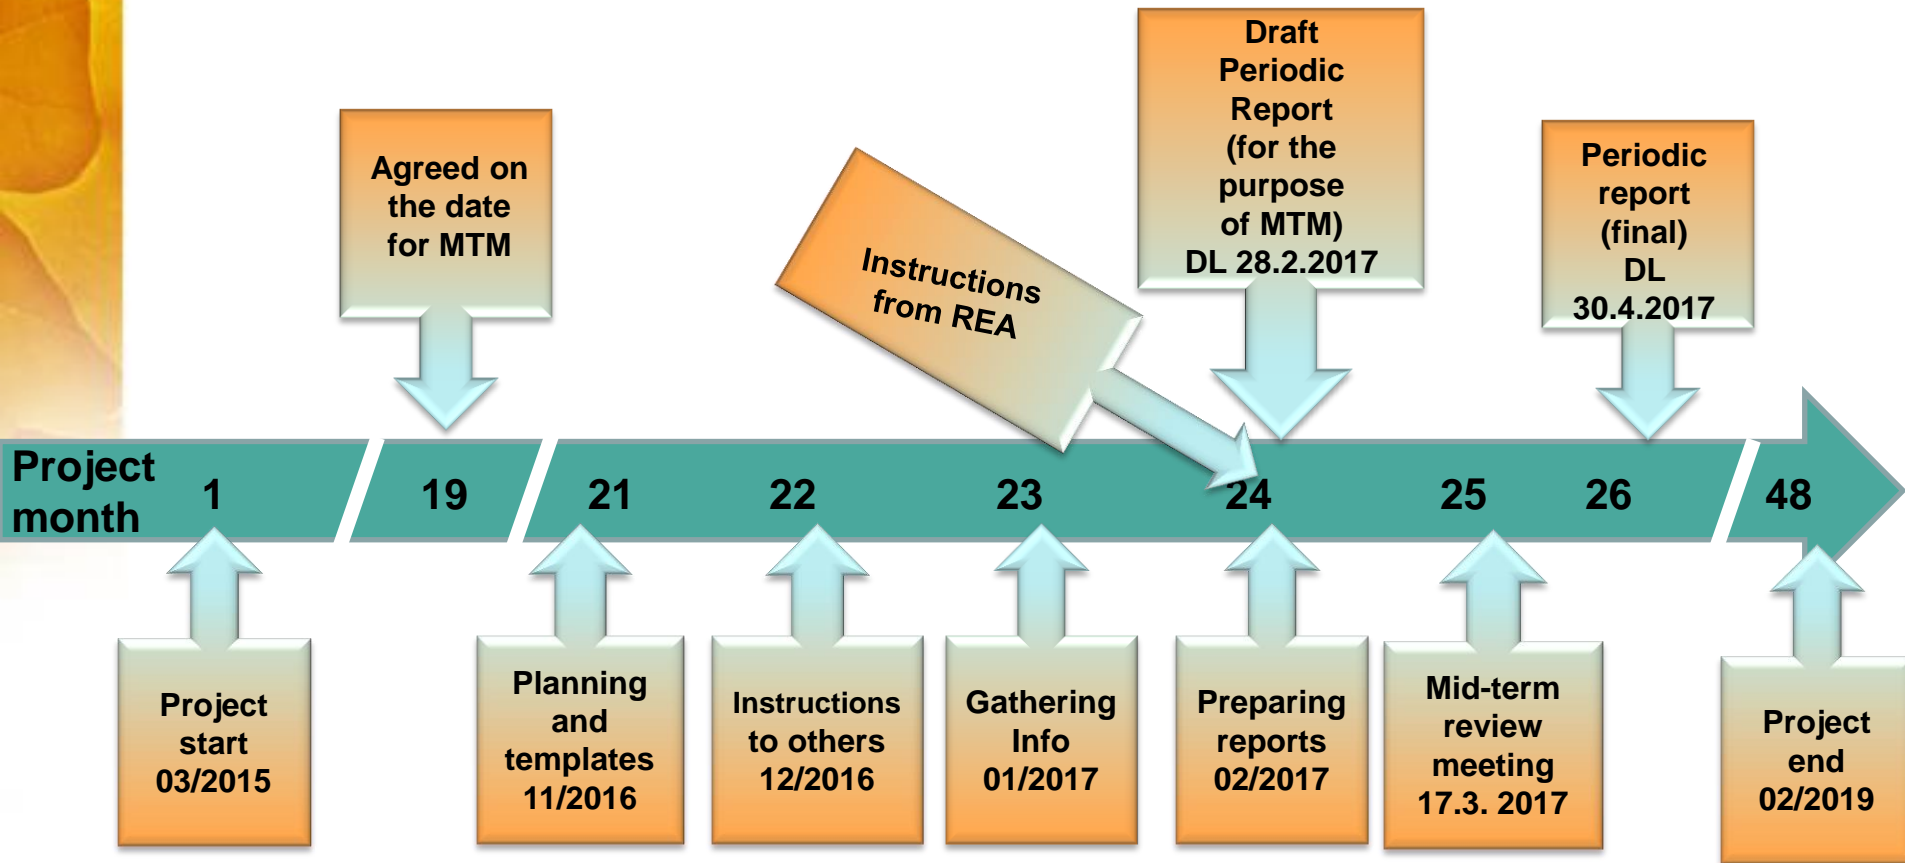 Agreed on
the date
for MTM
Instructions
from REA
Draft
Periodic
Report
(for the
purpose
of MTM)
DL 28.2.2017
Periodic
report
(final)
DL
30.4.2017
Project
month
1
19
21
22
23
24
25
26
48
Project
start
03/2015
Planning
and
templates
11/2016
Instructions
to others
12/2016
Gathering
Info
01/2017
Preparing
reports
02/2017
Mid-term
review
meeting
17.3. 2017
Project
end
02/2019